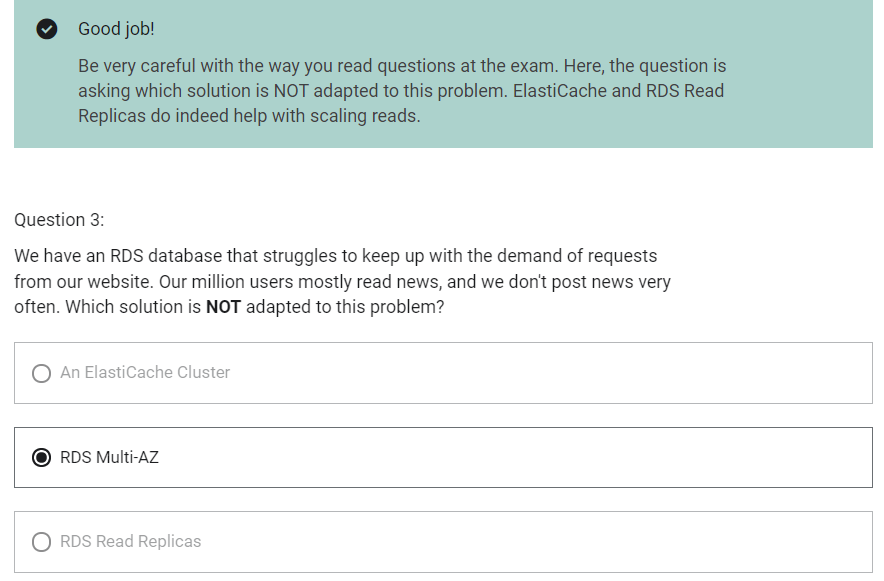 Good job!
Be very careful with the way you read questions at the exam. Here, the question is
asking which solution is NOT adapted to this problem. ElastiCache and RDS Read
Replicas do indeed help with scaling reads.
Question 3:
We have an RDS database that struggles to keep up with the demand of requests
from our website. Our million users mostly read news, and we don't post news very
often. Which solution is NOT adapted to this problem?
An ElastiCache Cluster
RDS Multi-AZ
RDS Read Replicas